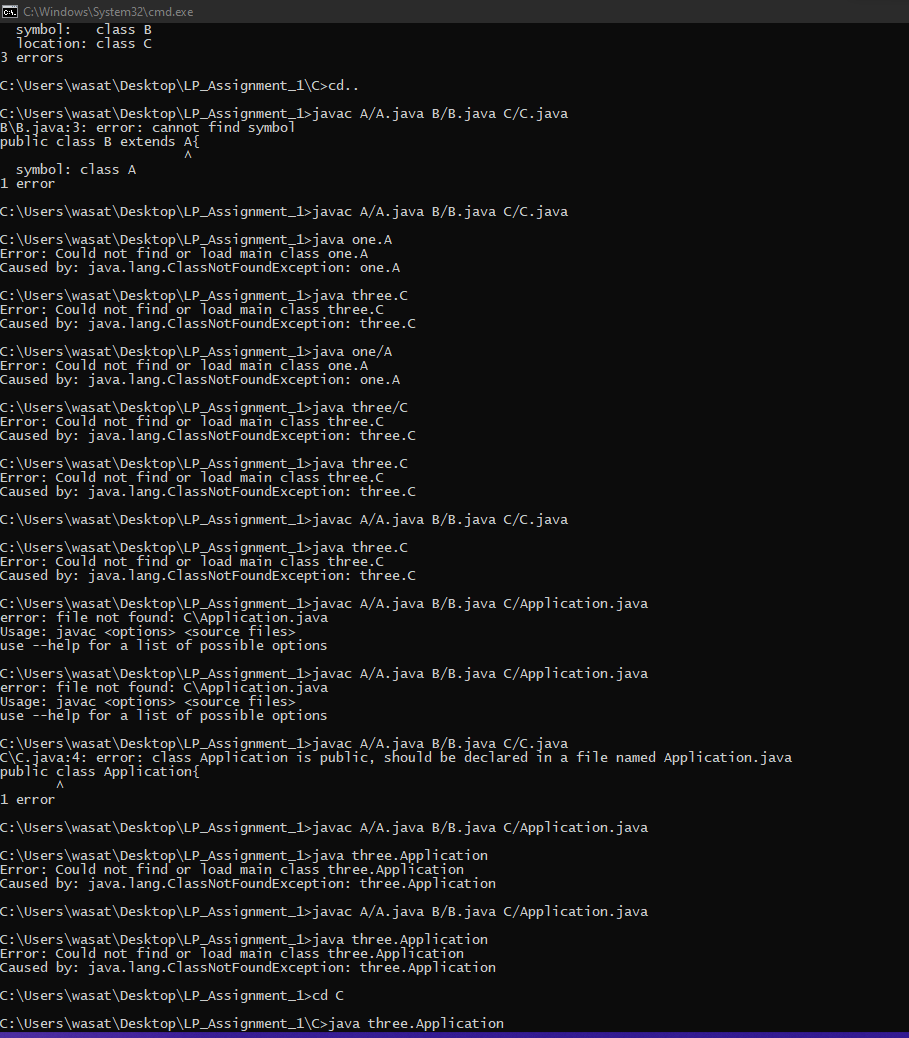 C:\Windows\System32\cmd.exe
symbol:   class B
location: class C
3 errors
C:\Users\wasat\Desktop\LP_Assignment_1\C>cd..
C:\Users\wasat\Desktop\LP_Assignment_1>javac A/A.java B/B.java C/C.java
B\B.java:3: error: cannot find symbol
public class B extends A{
^
symbol: class A
1 error
C:\Users\wasat\Desktop\LP_Assignment_1>javac A/A.java B/B.java C/C.java
C:\Users\wasat\Desktop\LP_Assignment_1>java one.A
Error: Could not find or load main class one.A
Caused by: java.lang.ClassNotFoundException: one.A
C:\Users\wasat\Desktop\LP_Assignment_1>java three.C
Error: Could not find or load main class three.C
Caused by: java.lang.ClassNotFoundException: three.C
C:\Users\wasat\Desktop\LP_Assignment_1>java one/A
Error: Could not find or load main class one.A
Caused by: java.lang.ClassNotFoundException: one.A
C:\Users\wasat\Desktop\LP_Assignment_1>java three/C
Error: Could not find or load main class three.C
Caused by: java.lang.ClassNotFoundException: three.C
C:\Users\wasat\Desktop\LP_Assignment_1>java three.C
Error: Could not find or load main class three.C
Caused by: java.lang.ClassNotFoundException: three.C
C:\Users\wasat\Desktop\LP_Assignment_1>javac A/A.java B/B.java C/C.java
C:\Users\wasat\Desktop\LP_Assignment_1>java three.C
Error: Could not find or load main class three.C
Caused by: java.lang.ClassNotFoundException: three.C
C:\Users\wasat\Desktop\LP_Assignment_1>javac A/A.java B/B.java C/Application.java
error: file not found: C\Application.java
Usage: javac <options> <source files>
use --help for a list of possible options
C:\Users\wasat\Desktop\LP_Assignment_1>javac A/A.java B/B.java C/Application.java
error: file not found: C\Application.java
Usage: javac <options> <source files>
use --help for a list of possible options
C:\Users\wasat\Desktop\LP_Assignment_1>javac A/A.java B/B.java C/C.java
C\C.java:4: error: class Application is public, should be declared in a file named Application.java
public class Application{
^
1 error
C:\Users\wasat\Desktop\LP_Assignment_1>javac A/A.java B/B.java C/Application.java
C:\Users\wasat\Desktop\LP_Assignment_1>java three.Application
Error: Could not find or load main class three.Application
Caused by: java.lang.ClassNotFoundException: three.Application
C:\Users\wasat\Desktop\LP_Assignment_1>javac A/A.java B/B.java C/Application.java
C:\Users\wasat\Desktop\LP_Assignment_1>java three.Application
Error: Could not find or load main class three.Application
Caused by: java.lang.ClassNotFoundException: three.Application
C:\Users\wasat\Desktop\LP_Assignment_1>cd C
C:\Users\wasat\Desktop\LP_Assignment_1\C>java three.Application